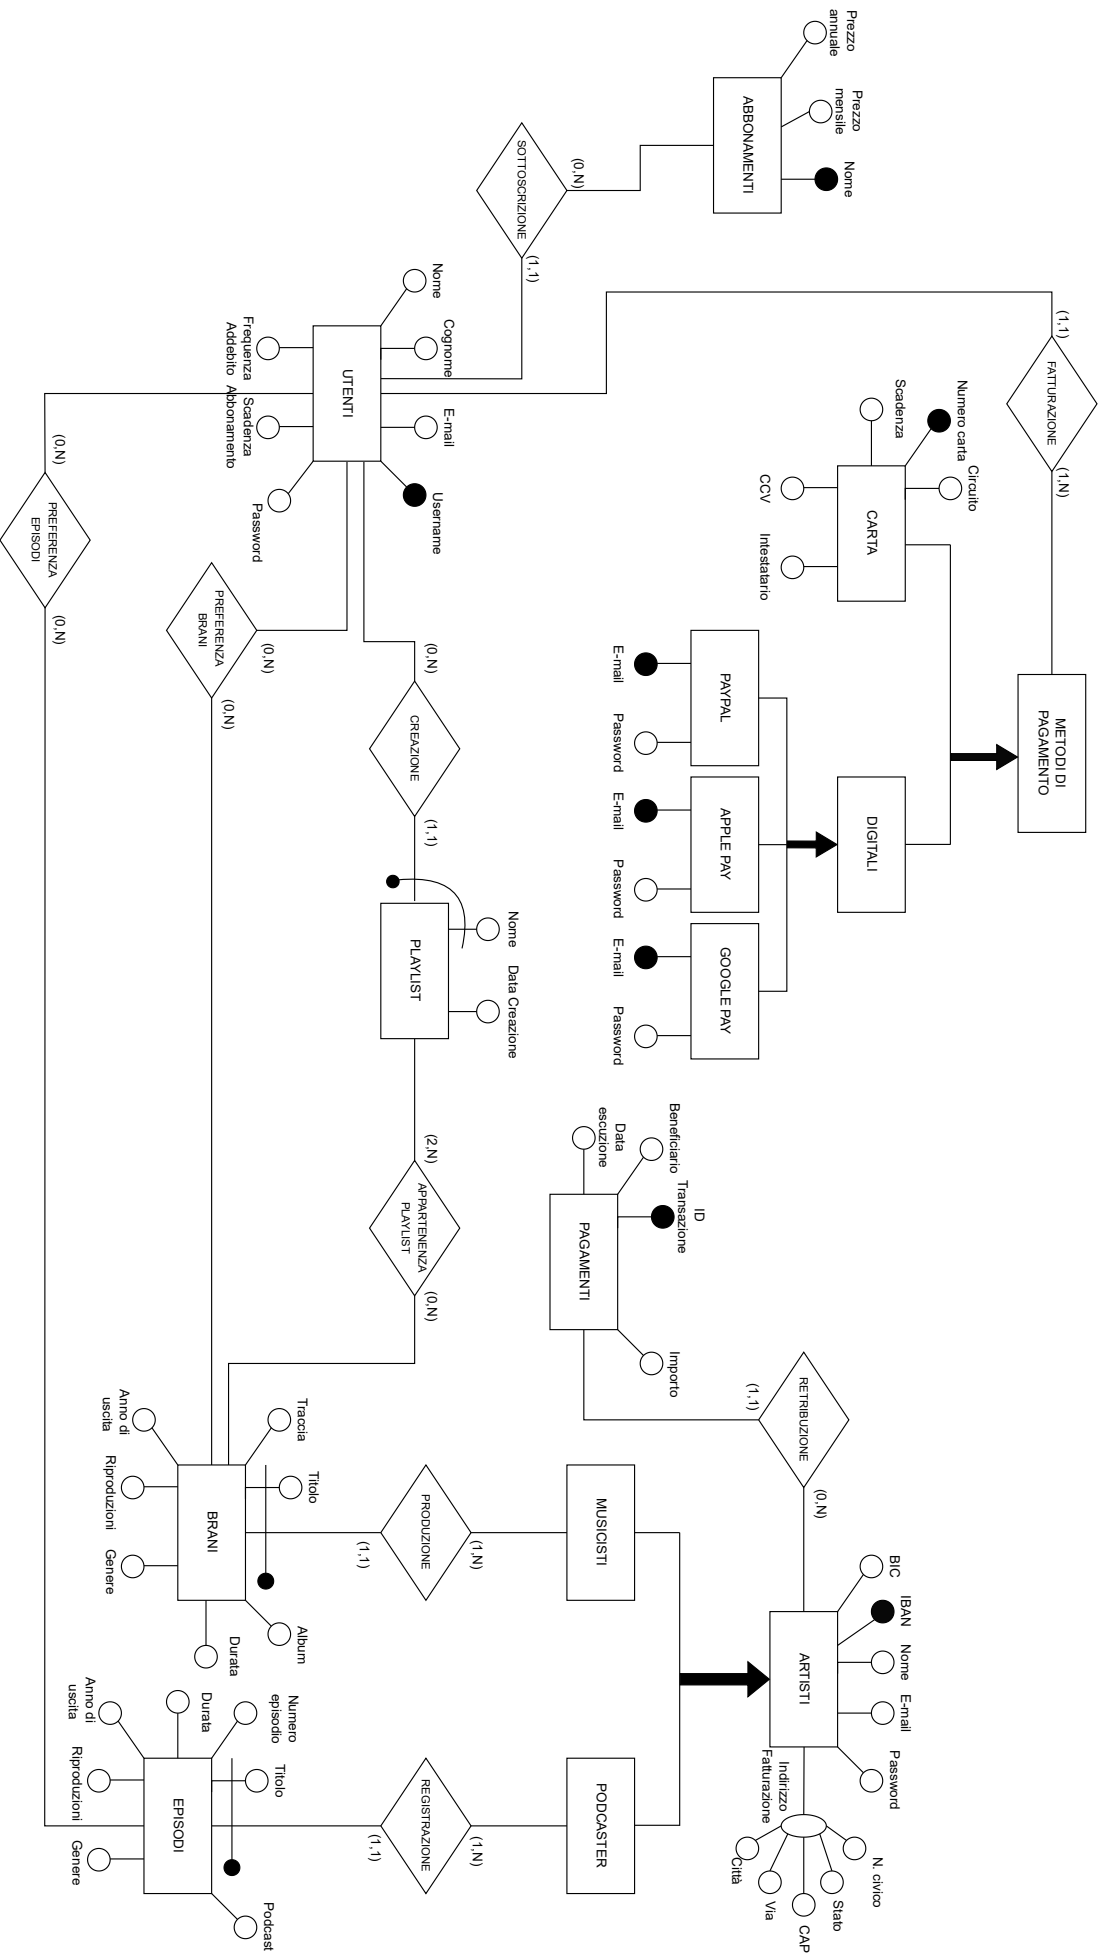 Prezzo
annuale
Prezzo
mensile
Nome
ABBONAMENTI
(0,N)
SOTTOSCRIZIONE
(1,1)
Nome
Cognome
E-mail
Username
UTENTI
Frequenza
Addebito
Scadenza
Abbonamento
Password
(1,1)
FATTURAZIONE
(1,N)
METODI DI
PAGAMENTO
Numero carta
Circuito
Scadenza
CARTA
CCV
Intestatario
DIGITALI
PAYPAL
E-mail
Password
APPLE PAY
E-mail
Password
GOOGLE PAY
E-mail
Password
(0,N)
PREFERENZA
EPISODI
(0,N)
(0,N)
PREFERENZA
BRANI
(0,N)
(0,N)
CREAZIONE
(1,1)
Nome
Data Creazione
PLAYLIST
(2,N)
APPARTENENZA
PLAYLIST
(0,N)
Beneficiario
ID
Transazione
Data
escuzione
Importo
PAGAMENTI
(1,1)
RETRIBUZIONE
(0,N)
BIC
IBAN
Nome
E-mail
Password
ARTISTI
Indirizzo
Fatturazione
N. civico
Stato
CAP
Via
Città
MUSICISTI
PODCASTER
(1,N)
PRODUZIONE
(1,1)
(1,N)
REGISTRAZIONE
(1,1)
Traccia
Titolo
Album
Durata
BRANI
Anno di
uscita
Riproduzioni
Genere
Numero
episodio
Titolo
Podcast
Durata
EPISODI
Anno di
uscita
Riproduzioni
Genere